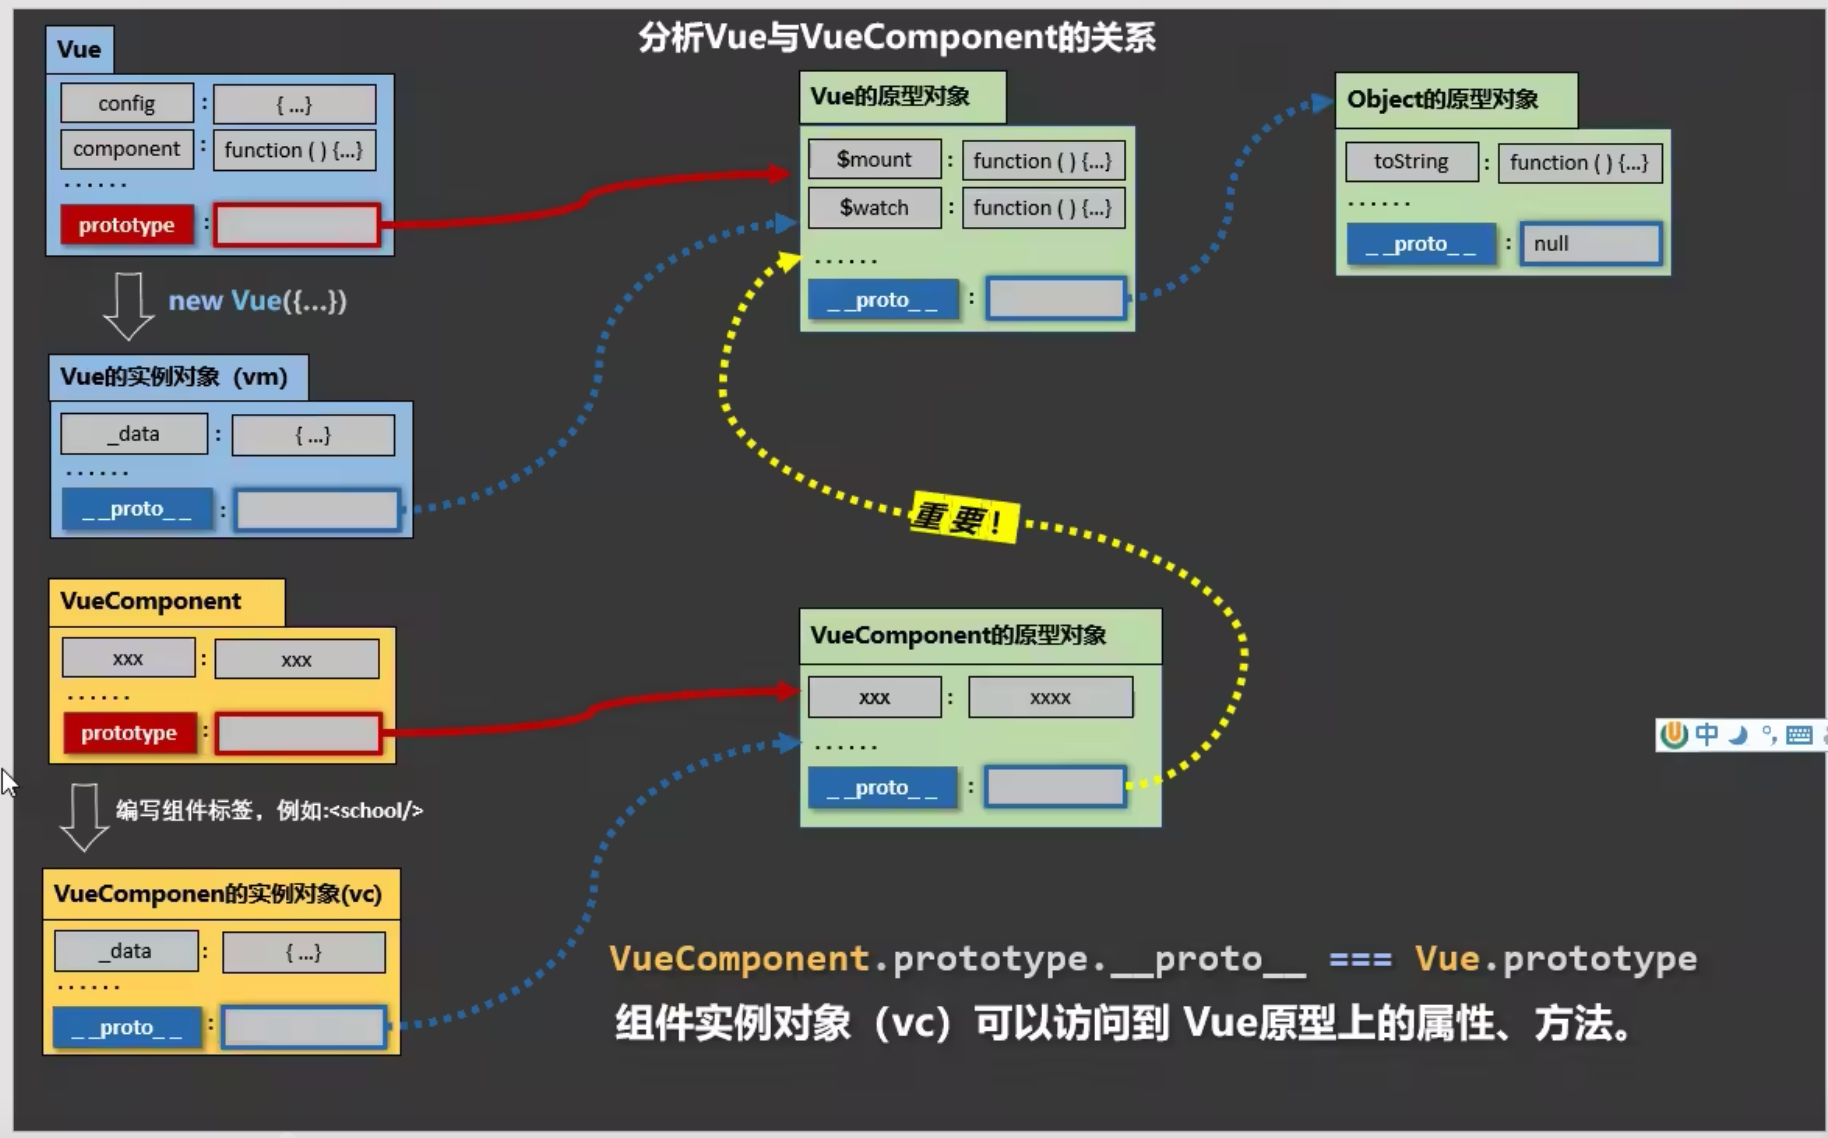 分析Vue与VueComponent的关系
Vue
config : { ...}
component : function ( ) {...}
......
prototype :
new Vue({...})
Vue的实例对象（vm)
_data : { ...}
......
_ _proto_ _ :
VueComponent
xxx : xxx
......
prototype :
编写组件标签，例如:<school/>
VueComponen的实例对象(vc)
_data : { ...}
......
_ _proto_ _ :
Vue的原型对象
$mount : function ( ) {...}
$watch : function ( ) {...}
......
_ _proto_ _ :
Object的原型对象
toString : function ( ) {...}
......
_ _proto_ _ : null
重要！
VueComponent的原型对象
xxx : xxxx
......
_ _proto_ _ :
VueComponent.prototype.__proto__ === Vue.prototype
组件实例对象（vc）可以访问到 Vue原型上的属性、方法。
中